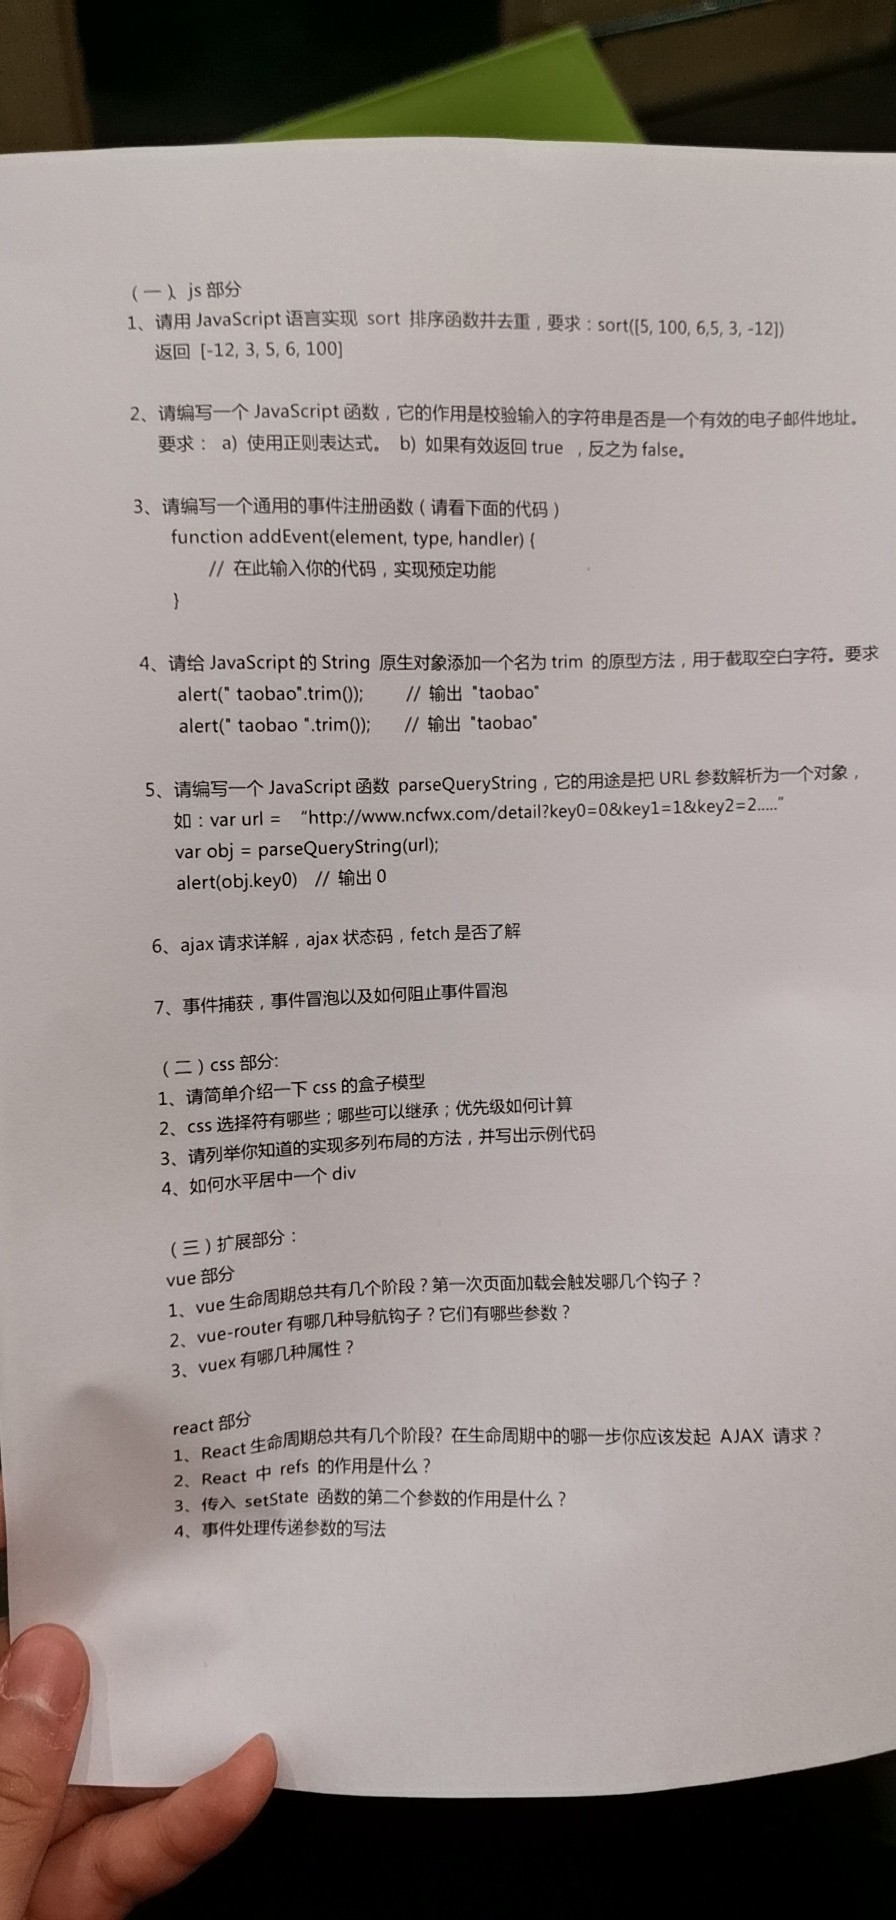 (一)、js 部分
1、请用 JavaScript 语言实现 sort 排序函数并去重，要求：sort([5, 100, 6,5, 3, -12])
返回 [-12, 3, 5, 6, 100]
2、请编写一个 JavaScript 函数，它的作用是校验输入的字符串是否是一个有效的电子邮件地址。
要求： a) 使用正则表达式。 b) 如果有效返回 true ，反之为 false。
3、请编写一个通用的事件注册函数（请看下面的代码）
function addEvent(element, type, handler) {
// 在此输入你的代码，实现预定功能
}
4、请给 JavaScript 的 String 原生对象添加一个名为 trim 的原型方法，用于截取空白字符。要求
alert(" taobao".trim()); // 输出 "taobao"
alert(" taobao ".trim()); // 输出 "taobao"
5、请编写一个 JavaScript 函数 parseQueryString，它的用途是把 URL 参数解析为一个对象，
如：var url = “http://www.ncfwx.com/detail?key0=0&key1=1&key2=2.....”
var obj = parseQueryString(url);
alert(obj.key0) // 输出 0
6、ajax 请求详解，ajax 状态码，fetch 是否了解
7、事件捕获，事件冒泡以及如何阻止事件冒泡
（二）css 部分:
1、请简单介绍一下 css 的盒子模型
2、css 选择符有哪些；哪些可以继承；优先级如何计算
3、请列举你知道的实现多列布局的方法，并写出示例代码
4、如何水平居中一个 div
（三）扩展部分：
vue 部分
1、vue 生命周期总共有几个阶段？第一次页面加载会触发哪几个钩子？
2、vue-router 有哪几种导航钩子？它们有哪些参数？
3、vuex 有哪几种属性？
react 部分
1、React 生命周期总共有几个阶段? 在生命周期中的哪一步你应该发起 AJAX 请求？
2、React 中 refs 的作用是什么？
3、传入 setState 函数的第二个参数的作用是什么？
4、事件处理传递参数的写法